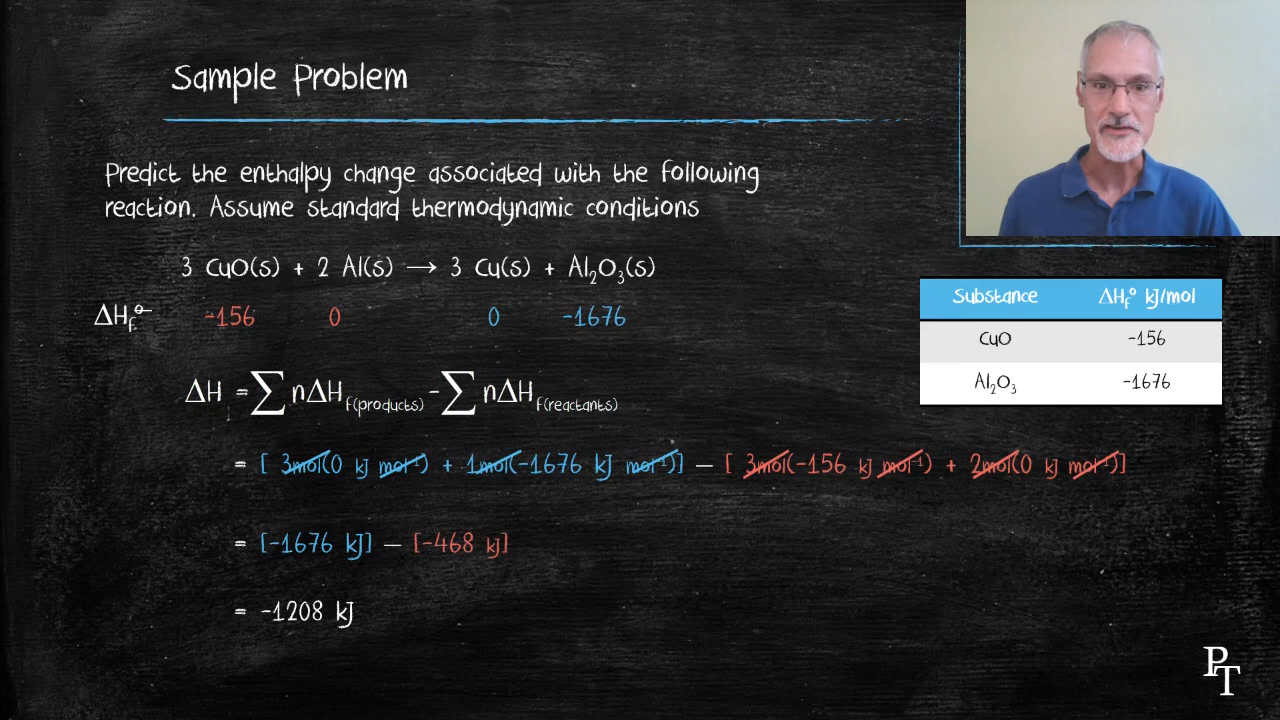 Sample Problem
Predict the enthalpy change associated with the following
reaction. Assume standard thermodynamic conditions
3 CuO(s) + 2 Al(s) → 3 Cu(s) + Al₂O₃(s)
ΔHf⦵ -156 0 0 -1676
ΔH = ∑ nΔH f(products) - ∑ nΔH f(reactants)
= [ 3mol(0 kJ mol⁻¹) + 1mol(-1676 kJ mol⁻¹)] – [ 3mol(-156 kJ mol⁻¹) + 2mol(0 kJ mol⁻¹)]
= [-1676 kJ] – [-468 kJ]
= -1208 kJ
Substance ΔHf° kJ/mol
CuO -156
Al₂O₃ -1676
PT